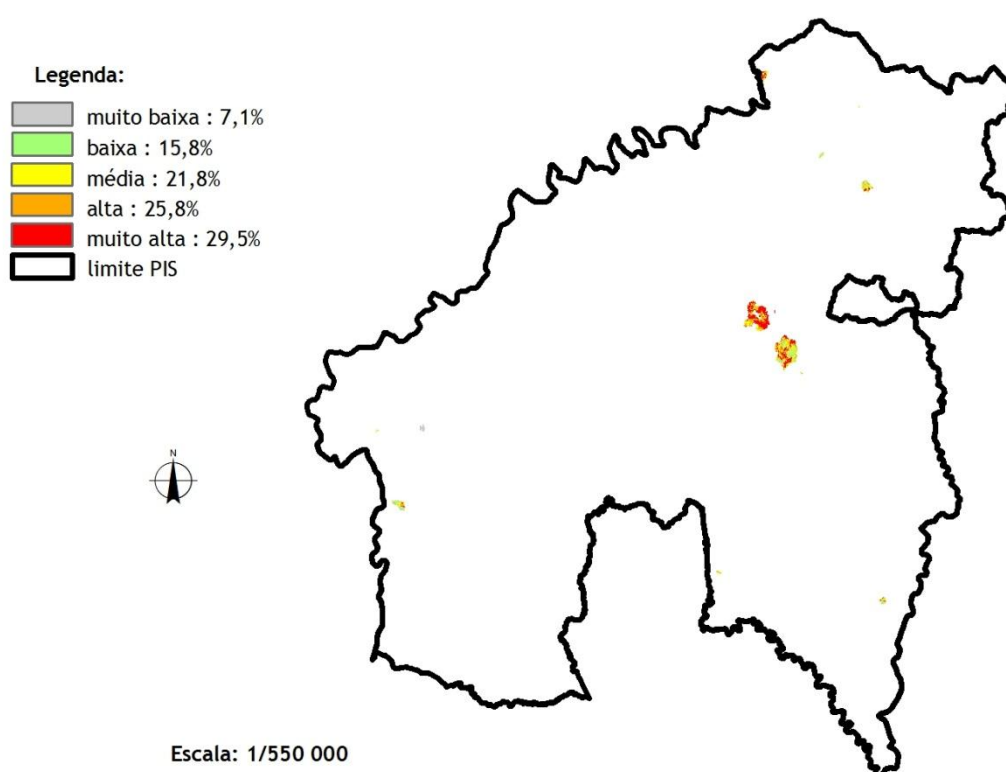 Legenda:
muito baixa : 7,1%
baixa : 15,8%
média : 21,8%
alta : 25,8%
muito alta : 29,5%
limite PIS
N
Escala: 1/550 000